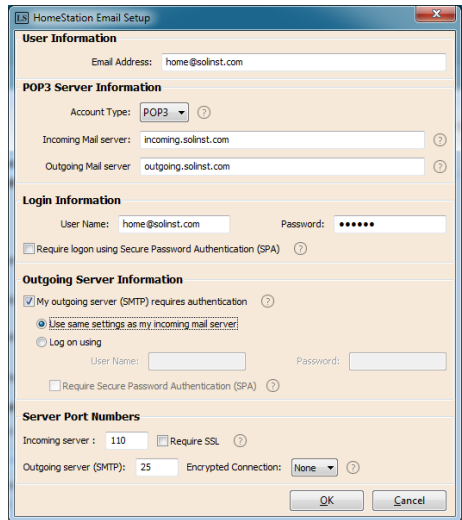 LS HomeStation Email Setup
User Information
Email Address: home@solinst.com
POP3 Server Information
Account Type: POP3 ?
Incoming Mail server: incoming.solinst.com ?
Outgoing Mail server outgoing.solinst.com ?
Login Information
User Name: home@solinst.com Password: ••••••
Require logon using Secure Password Authentication (SPA) ?
Outgoing Server Information
My outgoing server (SMTP) requires authentication ?
Use same settings as my incoming mail server
Log on using
User Name: Password:
Require Secure Password Authentication (SPA) ?
Server Port Numbers
Incoming server : 110 Require SSL ?
Outgoing server (SMTP): 25 Encrypted Connection: None ?
OK Cancel